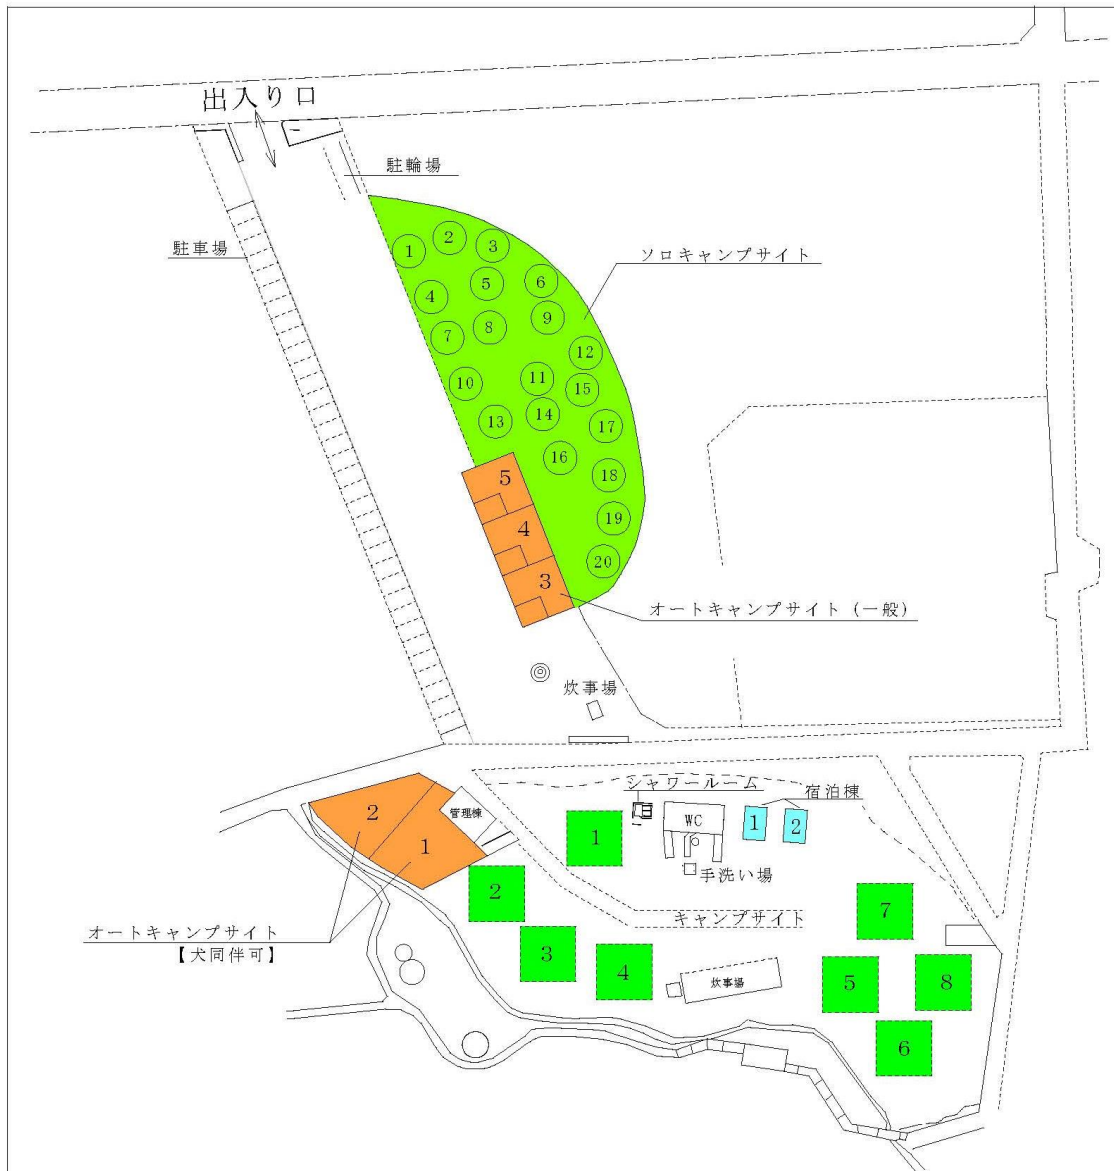 出入り口
駐輪場
駐車場
ソロキャンプサイト
1
2
3
4
5
6
7
8
9
10
11
12
13
14
15
16
17
18
19
20
5
4
3
オートキャンプサイト（一般）
炊事場
シャワールーム
宿泊棟
管理棟
WC
1
2
2
1
1
手洗い場
2
キャンプサイト
7
オートキャンプサイト
【犬同伴可】
3
4
炊事場
5
8
6